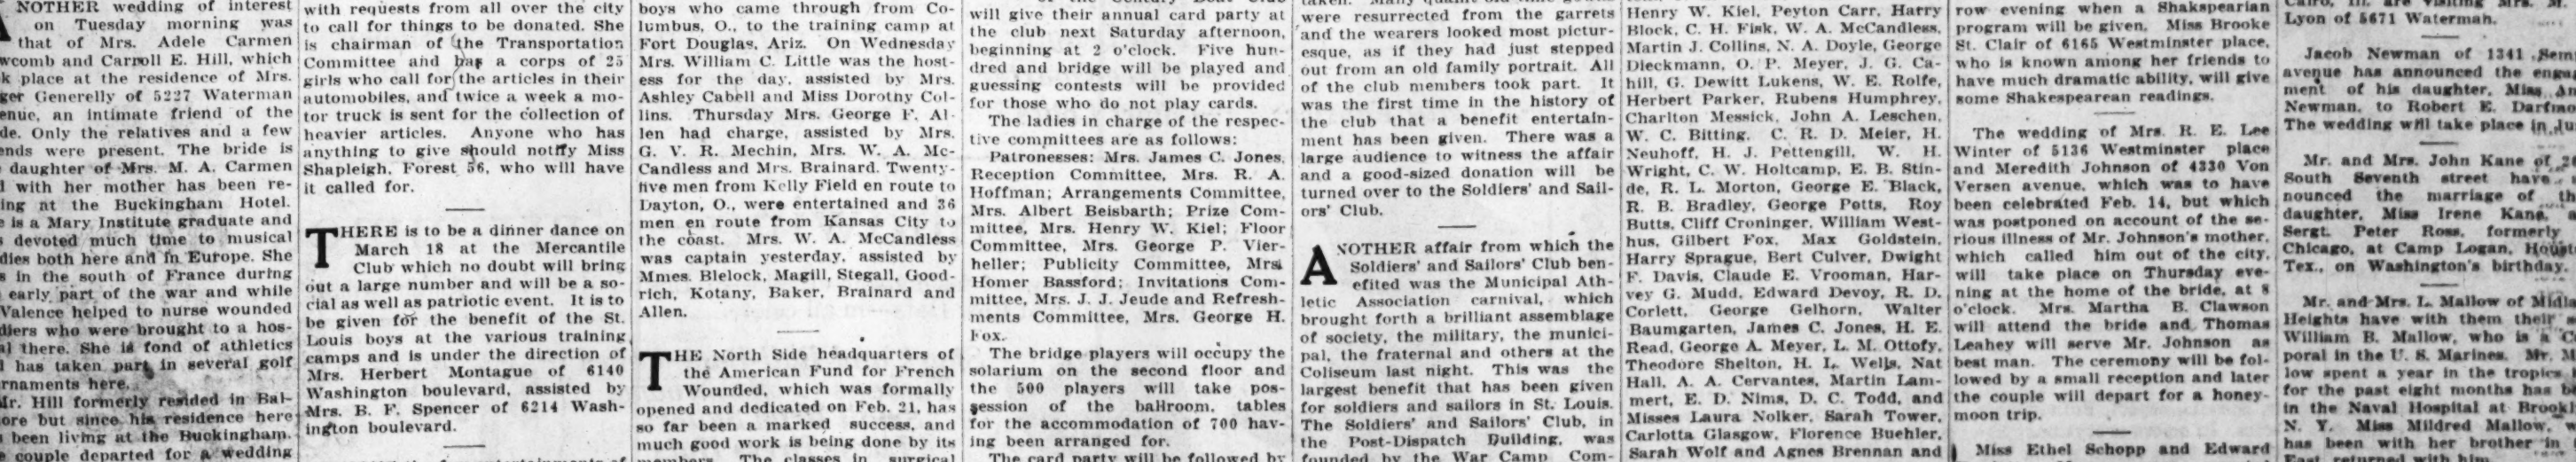 NOTHER wedding of interest
on Tuesday morning was
that of Mrs. Adele Carmen
wcomb and Carroll E. Hill, which
k place at the residence of Mrs.
ger Generelly of 5227 Waterman
enue, an intimate friend of the
de. Only the relatives and a few
ends were present. The bride is
daughter of Mrs. M. A. Carmen
l with her mother has been re-
ing at the Buckingham Hotel.
e is a Mary Institute graduate and
s devoted much time to musical
dies both here and in Europe. She
s in the south of France during
early part of the war and while
Valence helped to nurse wounded
diers who were brought to a hos-
al there. She is fond of athletics
l has taken part in several golf
rnaments here.
Mr. Hill formerly resided in Bal-
ore but since his residence here
s been living at the Buckingham.
e couple departed for a wedding
with requests from all over the city
to call for things to be donated. She
is chairman of the Transportation
Committee and has a corps of 25
girls who call for the articles in their
automobiles, and twice a week a mo-
tor truck is sent for the collection of
heavier articles. Anyone who has
anything to give should notify Miss
Shapleigh, Forest 56, who will have
it called for.
THERE is to be a dinner dance on
March 18 at the Mercantile
Club which no doubt will bring
out a large number and will be a so-
cial as well as patriotic event. It is to
be given for the benefit of the St.
Louis boys at the various training
camps and is under the direction of
Mrs. Herbert Montague of 6140
Washington boulevard, assisted by
Mrs. B. F. Spencer of 6214 Wash-
ington boulevard.
boys who came through from Co-
lumbus, O., to the training camp at
Fort Douglas, Ariz. On Wednesday
Mrs. William C. Little was the host-
ess for the day, assisted by Mrs.
Ashley Cabell and Miss Dorothy Col-
lins. Thursday Mrs. George F. Al-
len had charge, assisted by Mrs.
G. V. R. Mechin, Mrs. W. A. Mc-
Candless and Mrs. Brainard. Twenty-
five men from Kelly Field en route to
Dayton, O., were entertained and 36
men en route from Kansas City to
the coast. Mrs. W. A. McCandless
was captain yesterday, assisted by
Mmes. Blelock, Magill, Stegall, Good-
rich, Kotany, Baker, Brainard and
Allen.
THE North Side headquarters of
the American Fund for French
Wounded, which was formally
opened and dedicated on Feb. 21, has
so far been a marked success, and
much good work is being done by its
members. The classes in surgical
will give their annual card party at
the club next Saturday afternoon,
beginning at 2 o'clock. Five hun-
dred and bridge will be played and
guessing contests will be provided
for those who do not play cards.
The ladies in charge of the respec-
tive committees are as follows:
Patronesses: Mrs. James C. Jones,
Reception Committee, Mrs. R. A.
Hoffman; Arrangements Committee,
Mrs. Albert Beisbarth; Prize Com-
mittee, Mrs. Henry W. Kiel; Floor
Committee, Mrs. George P. Vier-
heller; Publicity Committee, Mrs.
Homer Bassford; Invitations Com-
mittee, Mrs. J. J. Jeude and Refresh-
ments Committee, Mrs. George H.
Fox.
The bridge players will occupy the
solarium on the second floor and
the 500 players will take pos-
session of the ballroom, tables
for the accommodation of 700 hav-
ing been arranged for.
The card party will be followed by
were resurrected from the garrets
and the wearers looked most pictur-
esque, as if they had just stepped
out from an old family portrait. All
of the club members took part. It
was the first time in the history of
the club that a benefit entertain-
ment has been given. There was a
large audience to witness the affair
and a good-sized donation will be
turned over to the Soldiers' and Sail-
ors' Club.
ANOTHER affair from which the
Soldiers' and Sailors' Club ben-
efited was the Municipal Ath-
letic Association carnival, which
brought forth a brilliant assemblage
of society, the military, the munici-
pal, the fraternal and others at the
Coliseum last night. This was the
largest benefit that has been given
for soldiers and sailors in St. Louis.
The Soldiers' and Sailors' Club, in
the Post-Dispatch Building, was
founded by the War Camp Com-
Henry W. Kiel, Peyton Carr, Harry
Block, C. H. Fisk, W. A. McCandless,
Martin J. Collins, N. A. Doyle, George
Dieckmann, O. P. Meyer, J. G. Ca-
hill, G. Dewitt Lukens, W. E. Rolfe,
Herbert Parker, Rubens Humphrey,
Charlton Messick, John A. Leschen,
W. C. Bitting, C. R. D. Meier, H.
Neuhoff, H. J. Pettengill, W. H.
Wright, C. W. Holtcamp, E. B. Stin-
de, R. L. Morton, George E. Black,
R. B. Bradley, George Potts, Roy
Butts, Cliff Croninger, William West-
hus, Gilbert Fox, Max Goldstein,
Harry Sprague, Bert Culver, Dwight
F. Davis, Claude E. Vrooman, Har-
vey G. Mudd, Edward Devoy, R. D.
Corlett, George Gelhorn, Walter
Baumgarten, James C. Jones, H. E.
Read, George A. Meyer, L. M. Ottofy,
Theodore Shelton, H. L. Wells, Nat
Hall, A. A. Cervantes, Martin Lam-
mert, E. D. Nims, D. C. Todd, and
Misses Laura Nolker, Sarah Tower,
Carlotta Glasgow, Florence Buehler,
Sarah Wolf and Agnes Brennan and
row evening when a Shakspearian
program will be given. Miss Brooke
St. Clair of 6165 Westminster place,
who is known among her friends to
have much dramatic ability, will give
some Shakespearean readings.
The wedding of Mrs. R. E. Lee
Winter of 5136 Westminster place
and Meredith Johnson of 4330 Von
Versen avenue, which was to have
been celebrated Feb. 14, but which
was postponed on account of the se-
rious illness of Mr. Johnson's mother,
which called him out of the city,
will take place on Thursday eve-
ning at the home of the bride, at 8
o'clock. Mrs. Martha B. Clawson
will attend the bride and Thomas
Leahey will serve Mr. Johnson as
best man. The ceremony will be fol-
lowed by a small reception and later
the couple will depart for a honey-
moon trip.
Miss Ethel Schopp and Edward
Lyon of 5671 Waterman.
Jacob Newman of 1341 Sem
avenue has announced the enga
ment of his daughter, Miss An
Newman, to Robert E. Darfman
The wedding will take place in Ju
Mr. and Mrs. John Kane of 2
South Seventh street have
nounced the marriage of th
daughter, Miss Irene Kane,
Sergt. Peter Ross, formerly
Chicago, at Camp Logan, Houst
Tex., on Washington's birthday.
Mr. and Mrs. L. Mallow of Midla
Heights have with them their s
William B. Mallow, who is a C
poral in the U. S. Marines. Mr. M
low spent a year in the tropics
for the past eight months has b
in the Naval Hospital at Brookl
N. Y. Miss Mildred Mallow, w
has been with her brother in
East returned with him.